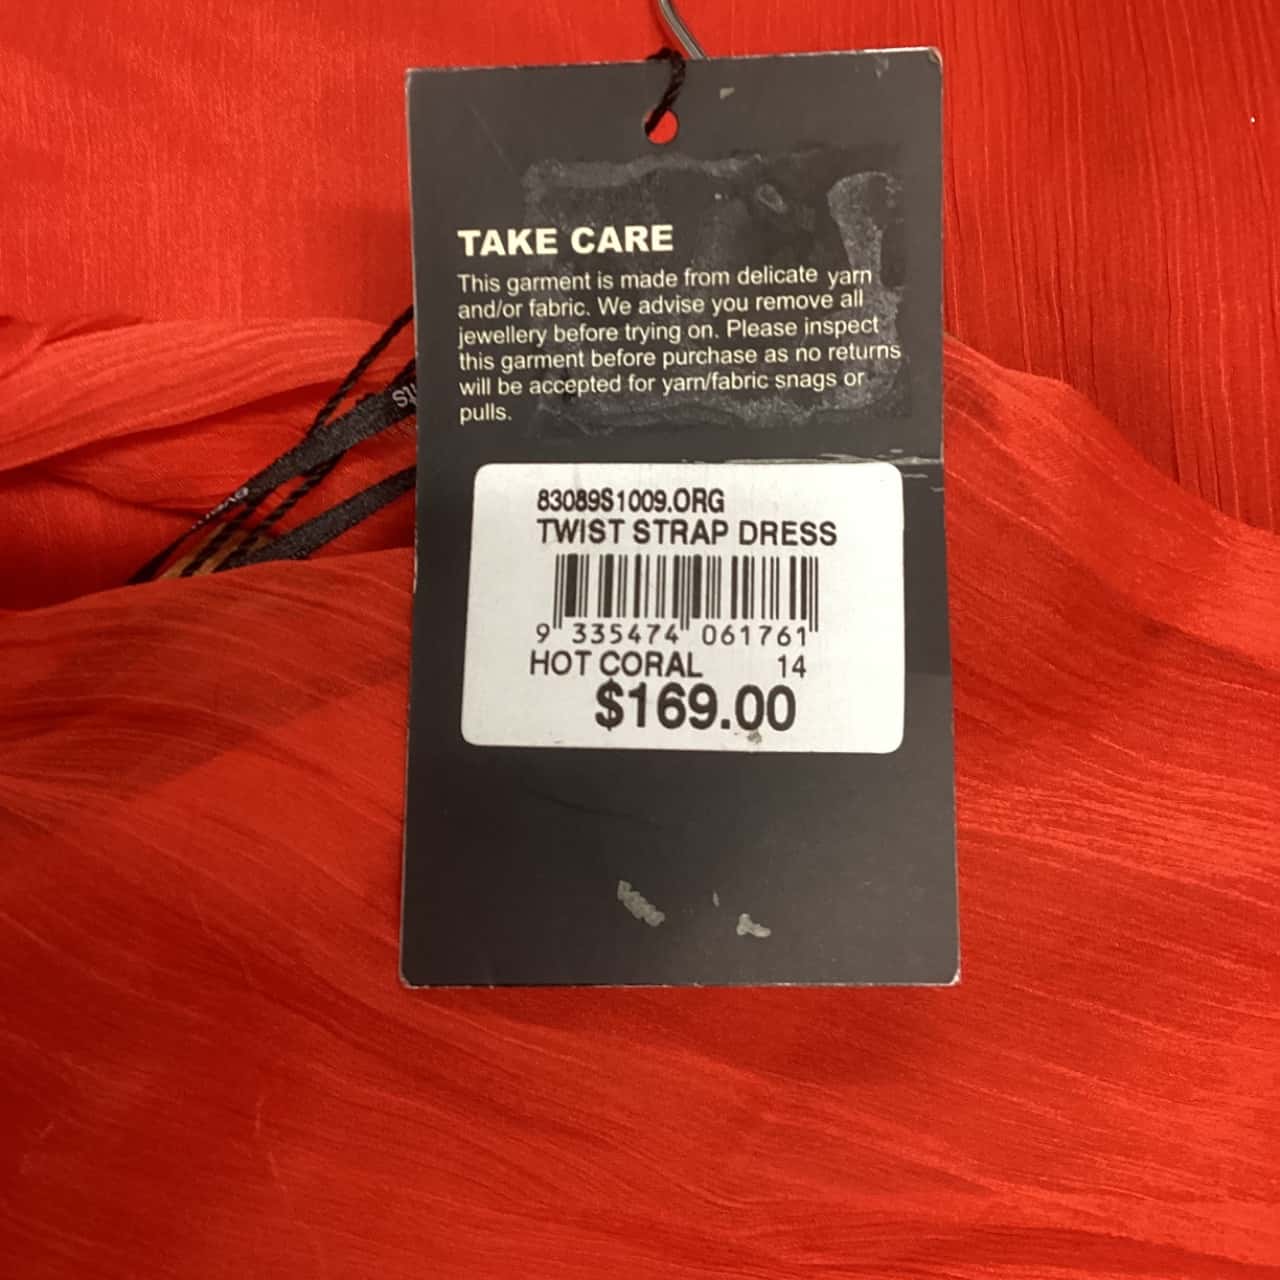 TAKE CARE
This garment is made from delicate yarn
and/or fabric. We advise you remove all
jewellery before trying on. Please inspect
this garment before purchase as no returns
will be accepted for yarn/fabric snags or
pulls.
83089S1009.ORG
TWIST STRAP DRESS
9 335474 061761
HOT CORAL 14
$169.00